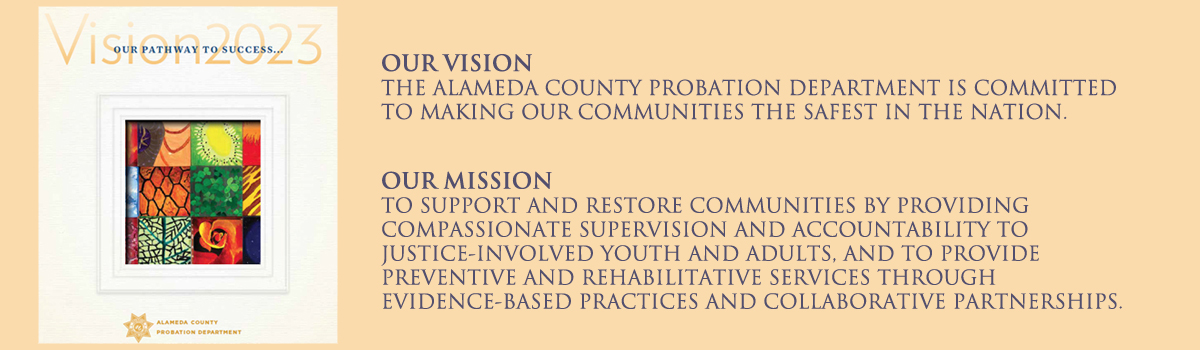 Vision2023
OUR PATHWAY TO SUCCESS...
ALAMEDA COUNTY
PROBATION DEPARTMENT
OUR VISION
THE ALAMEDA COUNTY PROBATION DEPARTMENT IS COMMITTED
TO MAKING OUR COMMUNITIES THE SAFEST IN THE NATION.
OUR MISSION
TO SUPPORT AND RESTORE COMMUNITIES BY PROVIDING
COMPASSIONATE SUPERVISION AND ACCOUNTABILITY TO
JUSTICE-INVOLVED YOUTH AND ADULTS, AND TO PROVIDE
PREVENTIVE AND REHABILITATIVE SERVICES THROUGH
EVIDENCE-BASED PRACTICES AND COLLABORATIVE PARTNERSHIPS.